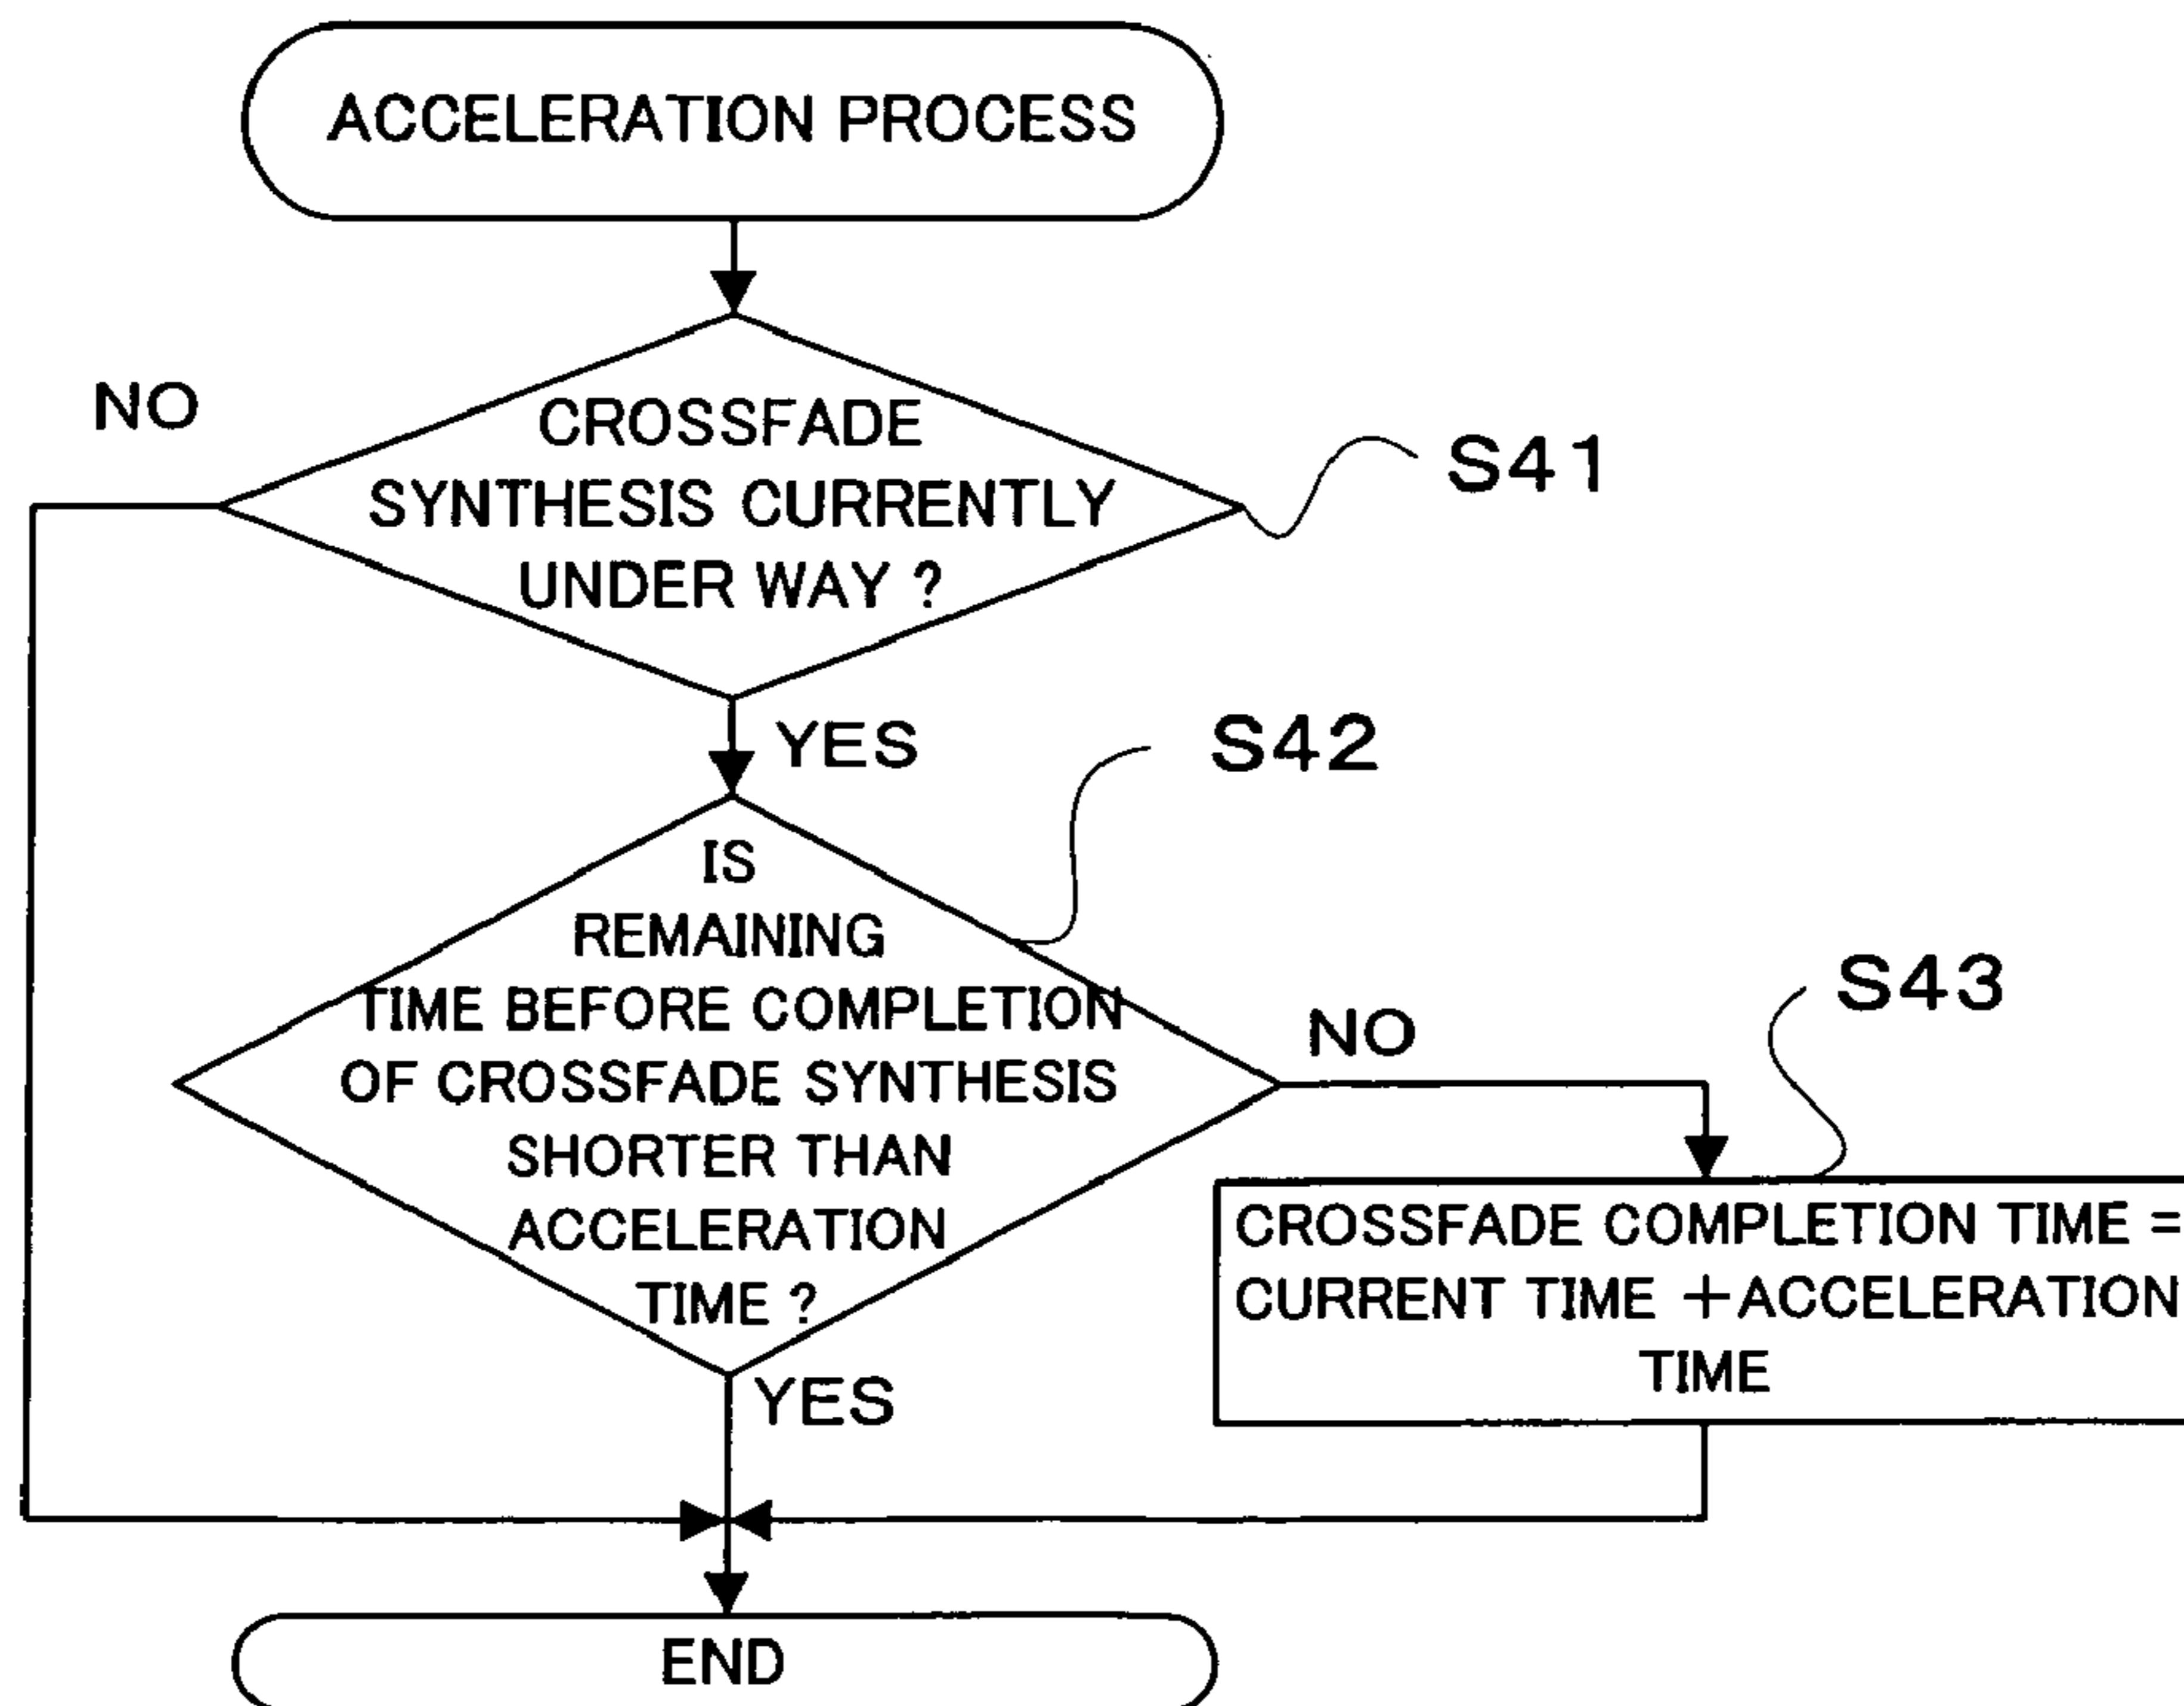 ACCELERATION PROCESS
NO
CROSSFADE
SYNTHESIS CURRENTLY
UNDER WAY ?
S41
YES
S42
IS
REMAINING
TIME BEFORE COMPLETION
OF CROSSFADE SYNTHESIS
SHORTER THAN
ACCELERATION
TIME ?
NO
S43
CROSSFADE COMPLETION TIME =
CURRENT TIME +ACCELERATION
TIME
YES
END